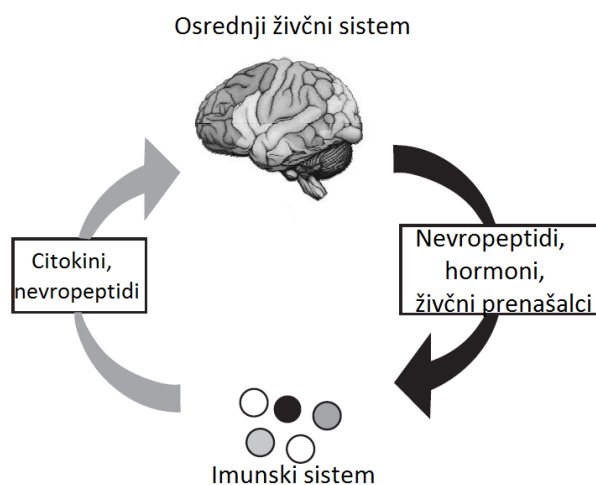 Osrednji živčni sistem
Citokini,
nevropeptidi
Nevropeptidi,
hormoni,
živčni prenašalci
Imunski sistem